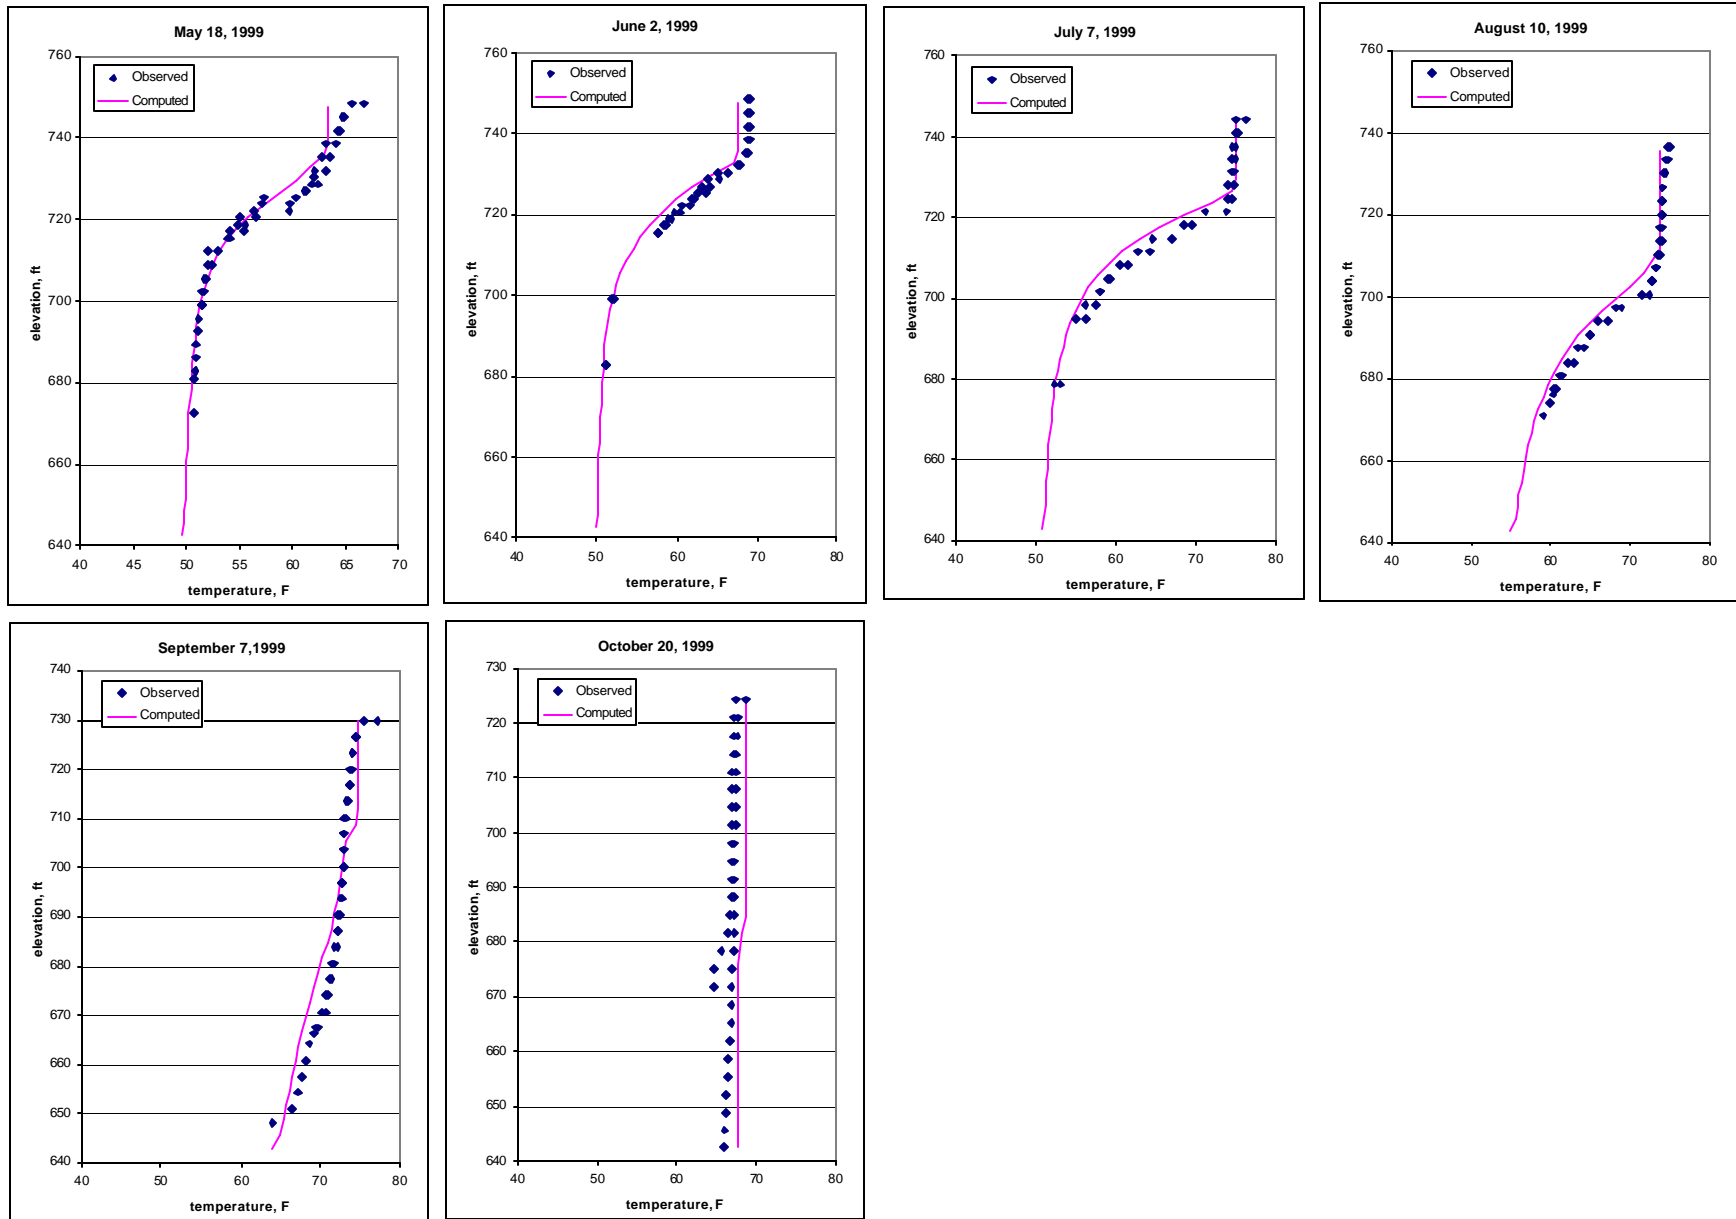 May 18, 1999
760
740
720
700
680
660
640
elevation, ft
Observed
Computed
40
45
50
55
60
65
70
temperature, F
June 2, 1999
760
740
720
700
680
660
640
elevation, ft
Observed
Computed
40
50
60
70
80
temperature, F
July 7, 1999
760
740
720
700
680
660
640
elevation, ft
Observed
Computed
40
50
60
70
80
temperature, F
August 10, 1999
760
740
720
700
680
660
640
elevation, ft
Observed
Computed
40
50
60
70
80
temperature, F
September 7,1999
740
730
720
710
700
690
680
670
660
650
640
elevation, ft
Observed
Computed
40
50
60
70
80
temperature, F
October 20, 1999
730
720
710
700
690
680
670
660
650
640
elevation, ft
Observed
Computed
40
50
60
70
80
temperature, F